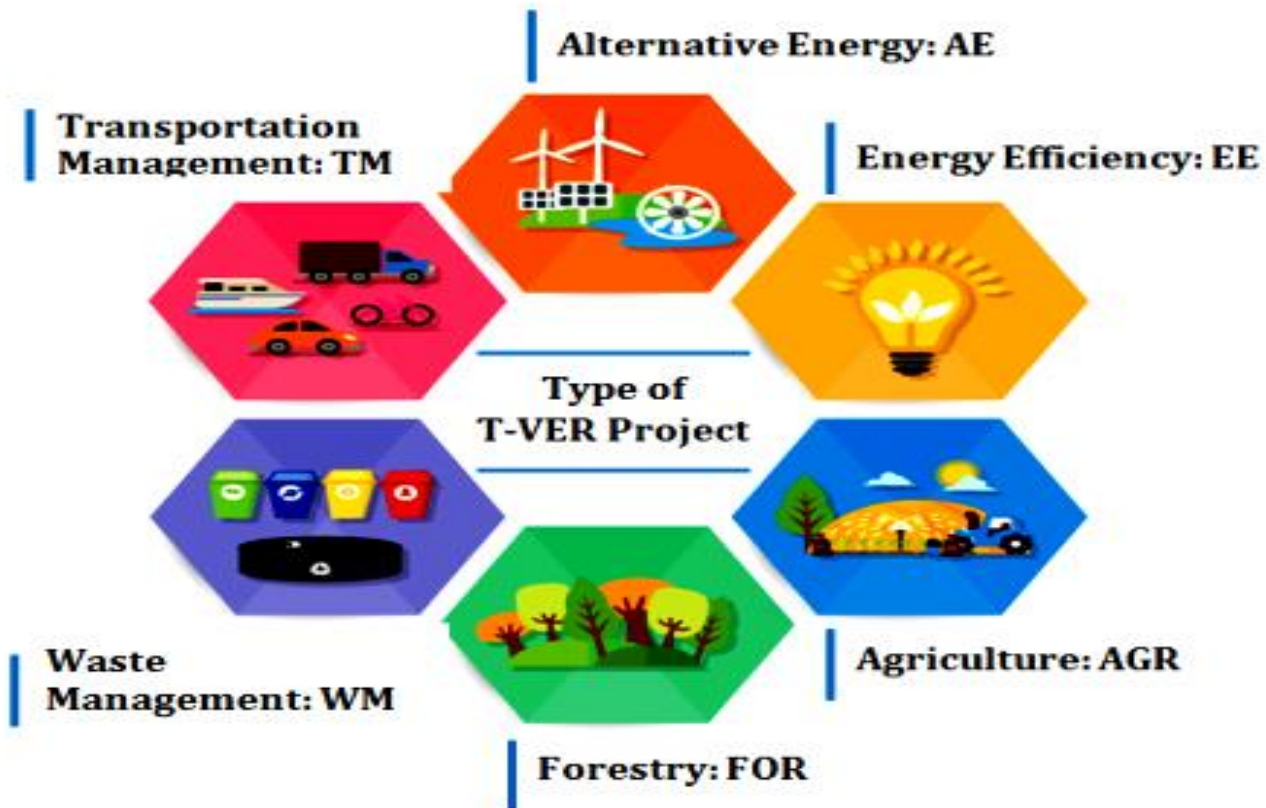 Alternative Energy: AE
Transportation
Management: TM
Energy Efficiency: EE
Type of
T-VER Project
Waste
Management: WM
Agriculture: AGR
Forestry: FOR